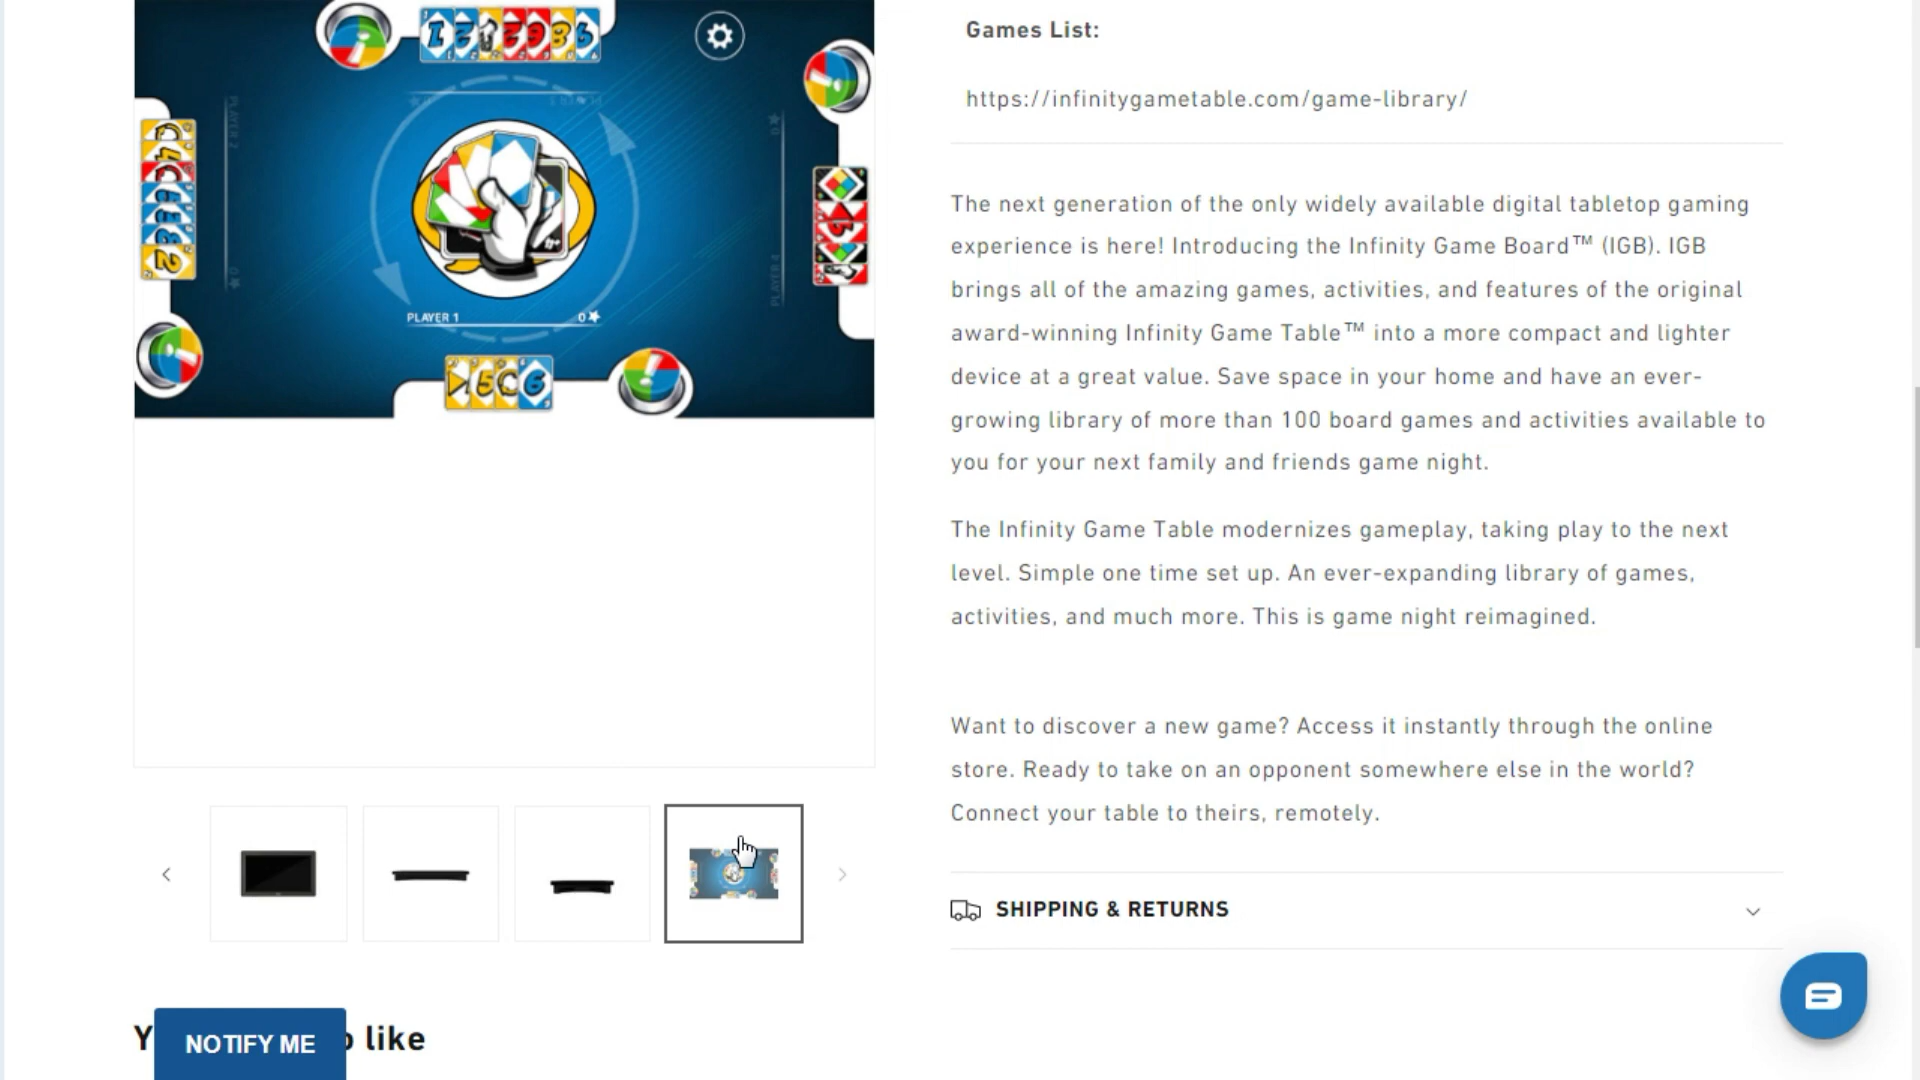 Games List:
https://infinitygametable.com/game-library/
PLAYER 2
PLAYER 3
PLAYER 4
PLAYER 1
0
The next generation of the only widely available digital tabletop gaming
experience is here! Introducing the Infinity Game Board™ (IGB). IGB
brings all of the amazing games, activities, and features of the original
award-winning Infinity Game Table™ into a more compact and lighter
device at a great value. Save space in your home and have an ever-
growing library of more than 100 board games and activities available to
you for your next family and friends game night.
The Infinity Game Table modernizes gameplay, taking play to the next
level. Simple one time set up. An ever-expanding library of games,
activities, and much more. This is game night reimagined.
Want to discover a new game? Access it instantly through the online
store. Ready to take on an opponent somewhere else in the world?
Connect your table to theirs, remotely.
SHIPPING & RETURNS
Y
like
NOTIFY ME